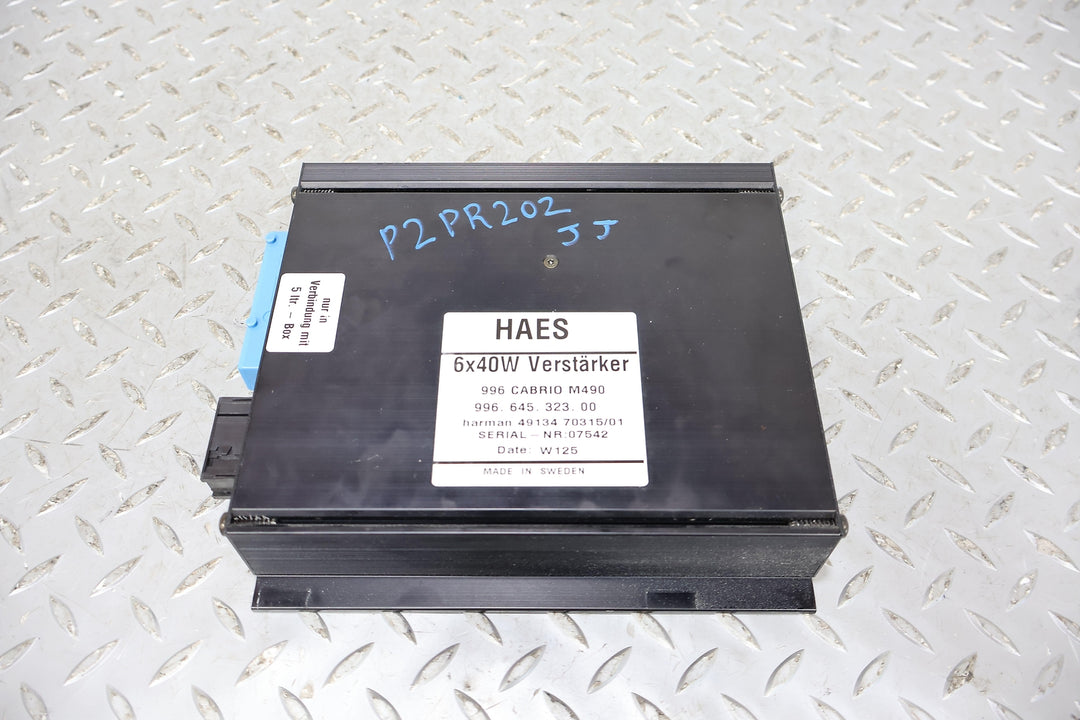 P2PR202
JJ
nur in
Verbindung mit
5 ltr. - Box
HAES
6x40W Verstärker
996 CABRIO M490
996. 645. 323. 00
harman 49134 70315/01
SERIAL-NR:07542
Date: W125
MADE IN SWEDEN